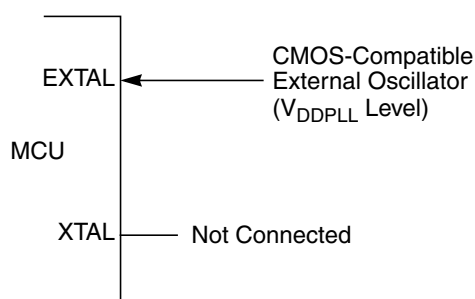 EXTAL
CMOS-Compatible
External Oscillator
(VDDPLL Level)
MCU
XTAL
Not Connected